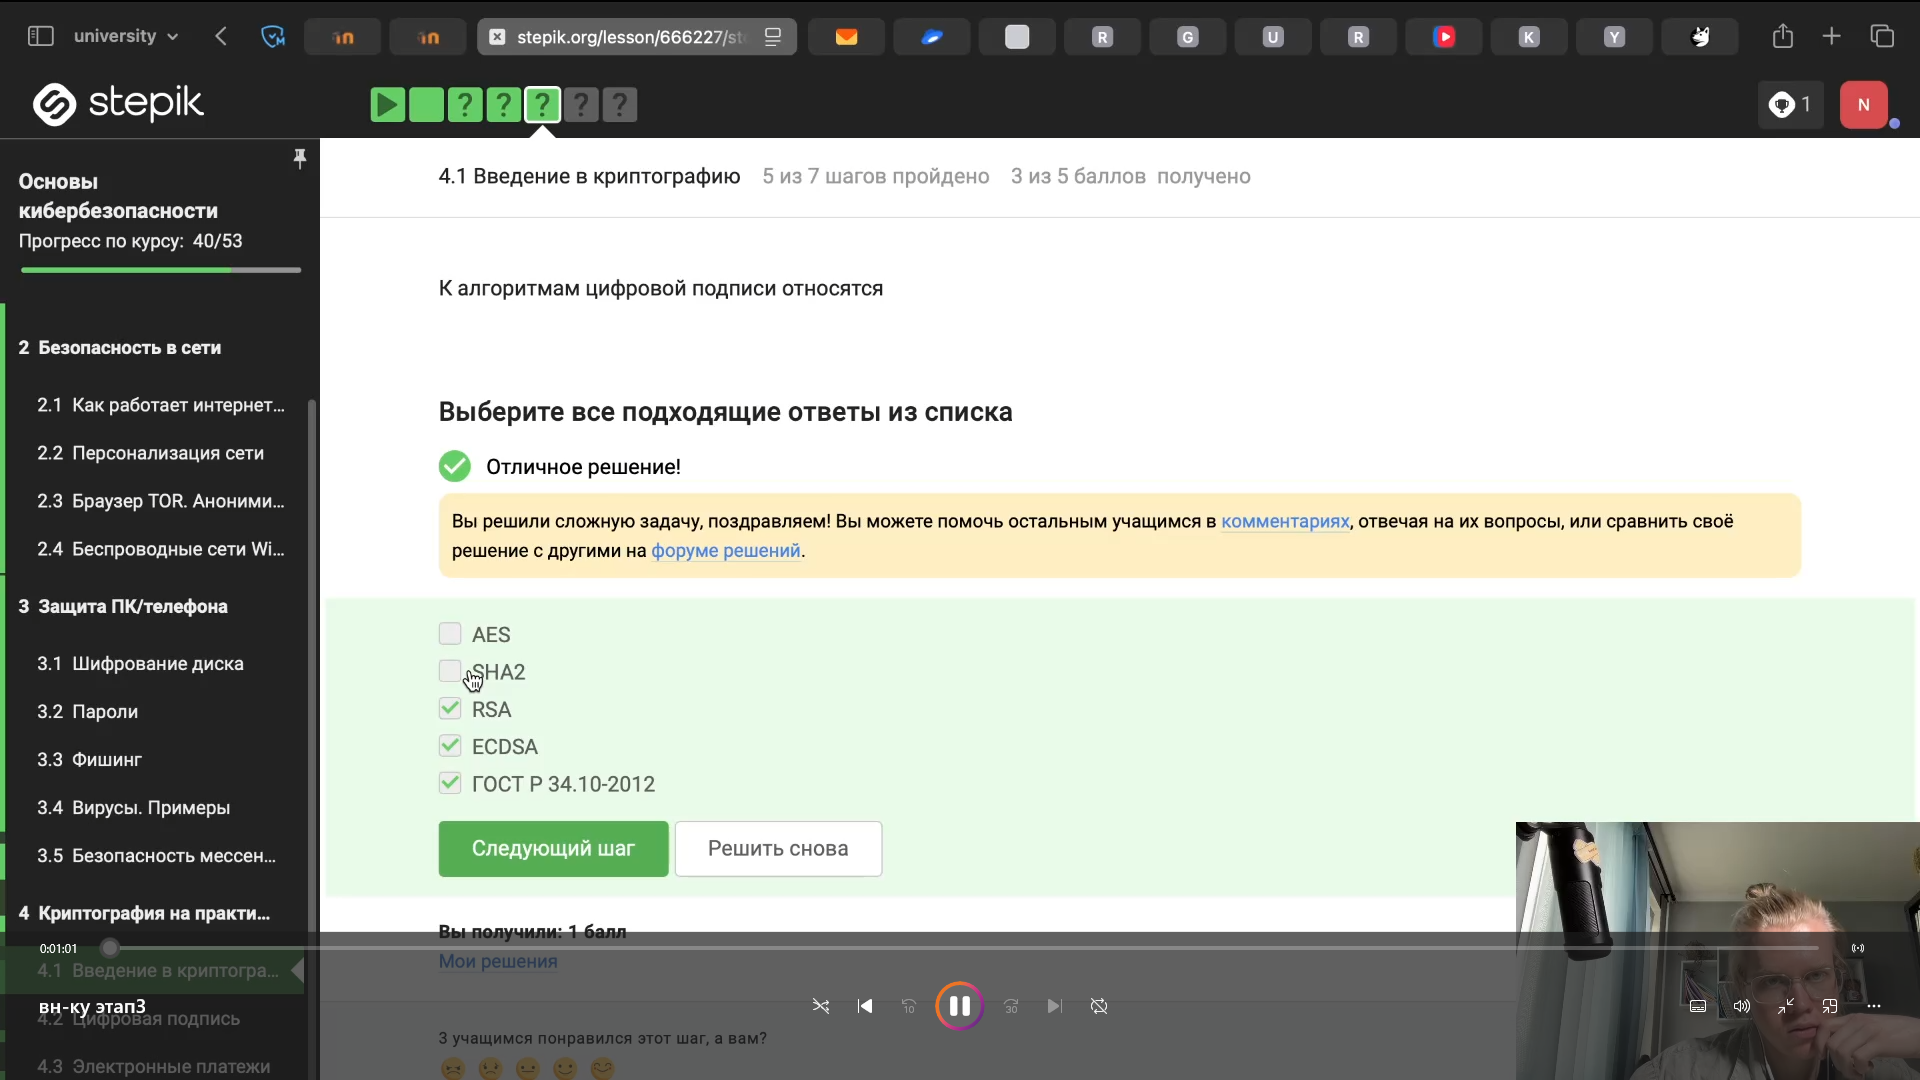 university
stepik.org/lesson/666227/st
R
G
U
R
K
Y
stepik
?
?
?
?
?
1
N
Основы
кибербезопасности
Прогресс по курсу: 40/53
2 Безопасность в сети
2.1 Как работает интернет...
2.2 Персонализация сети
2.3 Браузер TOR. Аноними...
2.4 Беспроводные сети Wi...
3 Защита ПК/телефона
3.1 Шифрование диска
3.2 Пароли
3.3 Фишинг
3.4 Вирусы. Примеры
3.5 Безопасность мессен...
4 Криптография на практи...
4.1 Введение в криптогра...
4.2 Цифровая подпись
4.3 Электронные платежи
4.1 Введение в криптографию 5 из 7 шагов пройдено 3 из 5 баллов получено
К алгоритмам цифровой подписи относятся
Выберите все подходящие ответы из списка
Отличное решение!
Вы решили сложную задачу, поздравляем! Вы можете помочь остальным учащимся в комментариях, отвечая на их вопросы, или сравнить своё
решение с другими на форуме решений.
AES
SHA2
RSA
ECDSA
ГОСТ Р 34.10-2012
Следующий шаг
Решить снова
Вы получили: 1 балл
Мои решения
3 учащимся понравился этот шаг, а вам?
0:01:01
вн-ку этап3
10
30